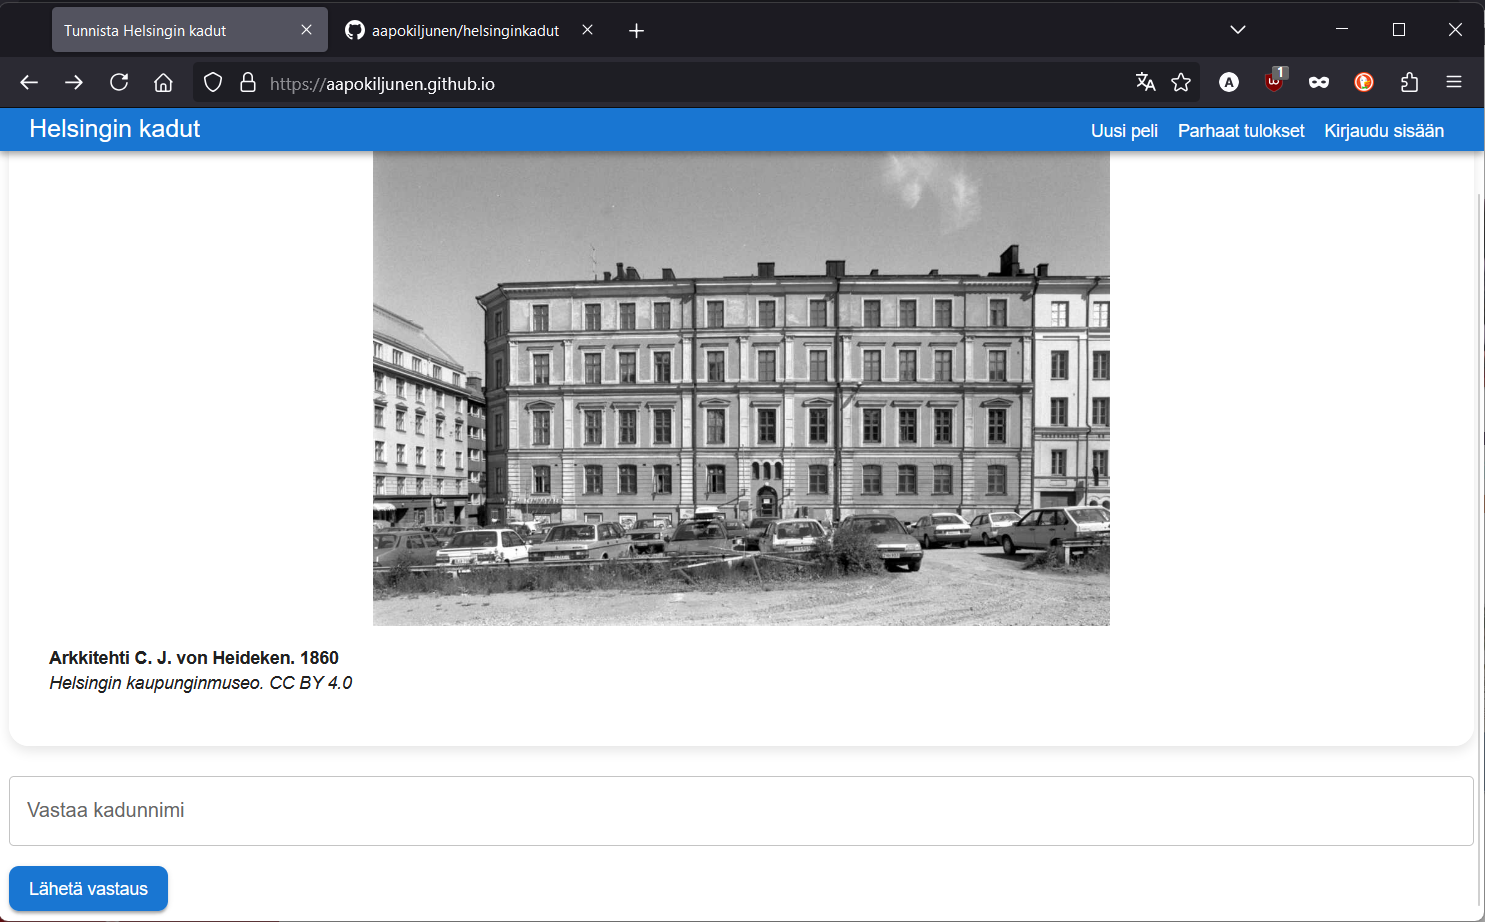 Tunnista Helsingin kadut
aapokiljunen/helsinginkadut
https://aapokiljunen.github.io
A
1
Helsingin kadut
Uusi peli
Parhaat tulokset
Kirjaudu sisään
Arkkitehti C. J. von Heideken. 1860
Helsingin kaupunginmuseo. CC BY 4.0
Vastaa kadunnimi
Lähetä vastaus